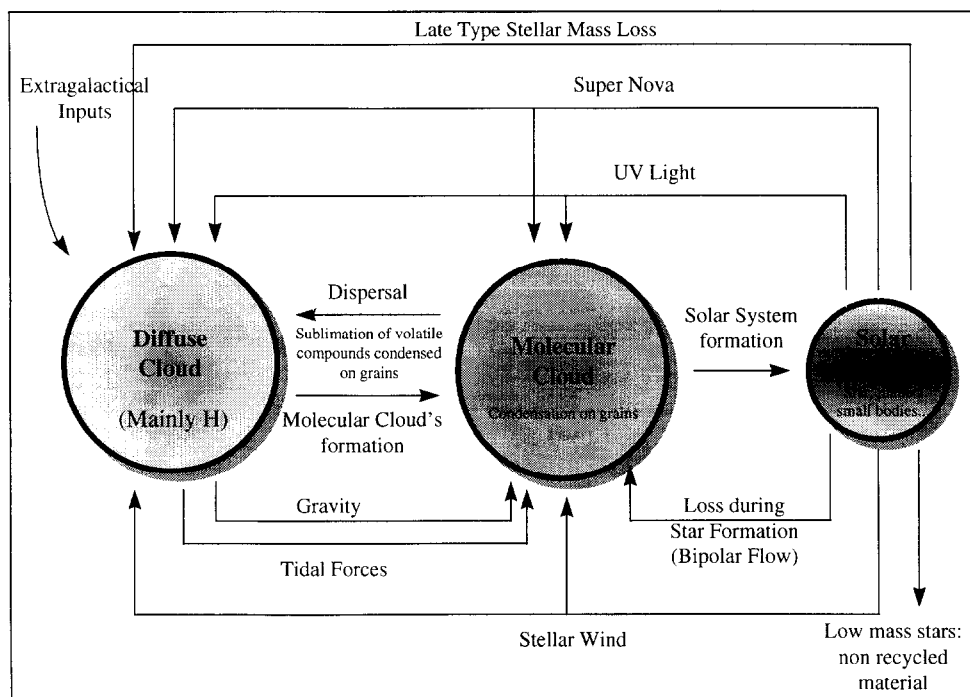 Late Type Stellar Mass Loss
Extragalactical
Inputs
Super Nova
UV Light
Diffuse
Cloud
(Mainly H)
Dispersal
Sublimation of volatile
compounds condensed
on grains
Molecular Cloud's
formation
Molecular
Cloud
Condensation on grains
Solar System
formation
Solar
small bodies...
Gravity
Tidal Forces
Loss during
Star Formation
(Bipolar Flow)
Stellar Wind
Low mass stars:
non recycled
material